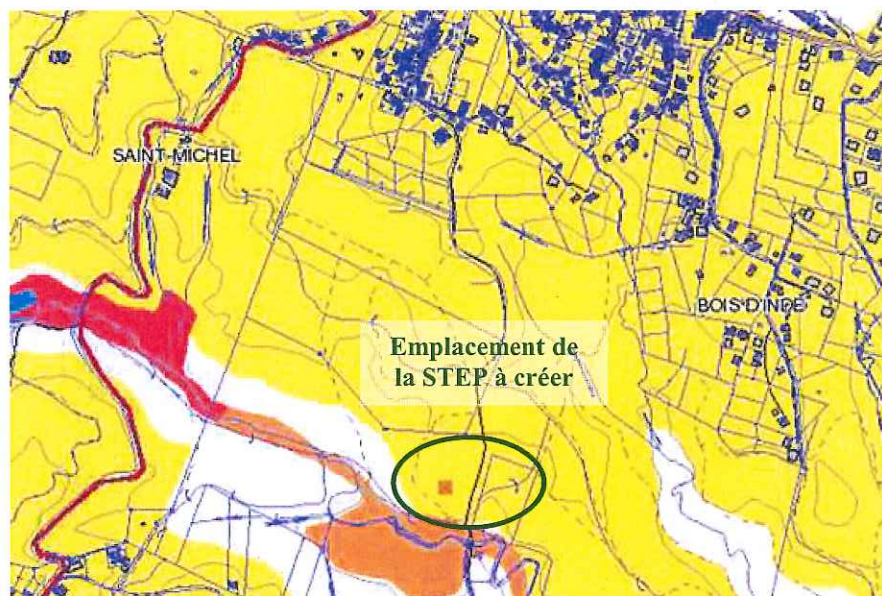 SAINT-MICHEL
BOIS D'INDE
Emplacement de
la STEP à créer